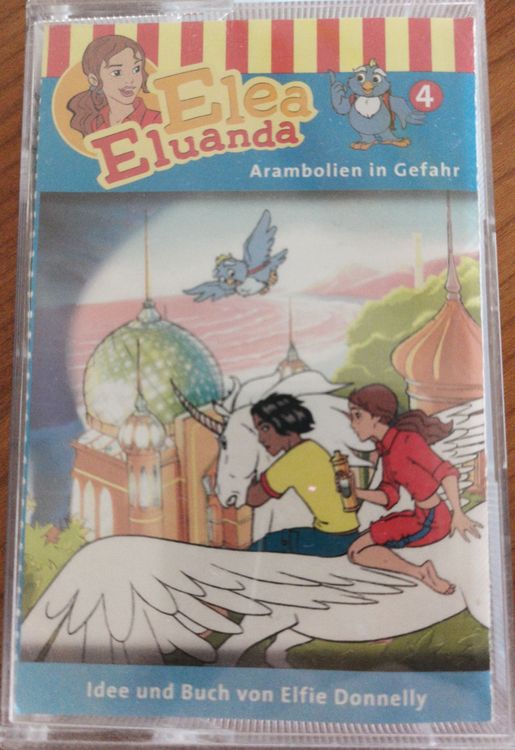 Elea
Eluanda
4
Arambolien in Gefahr
Idee und Buch von Elfie Donnelly